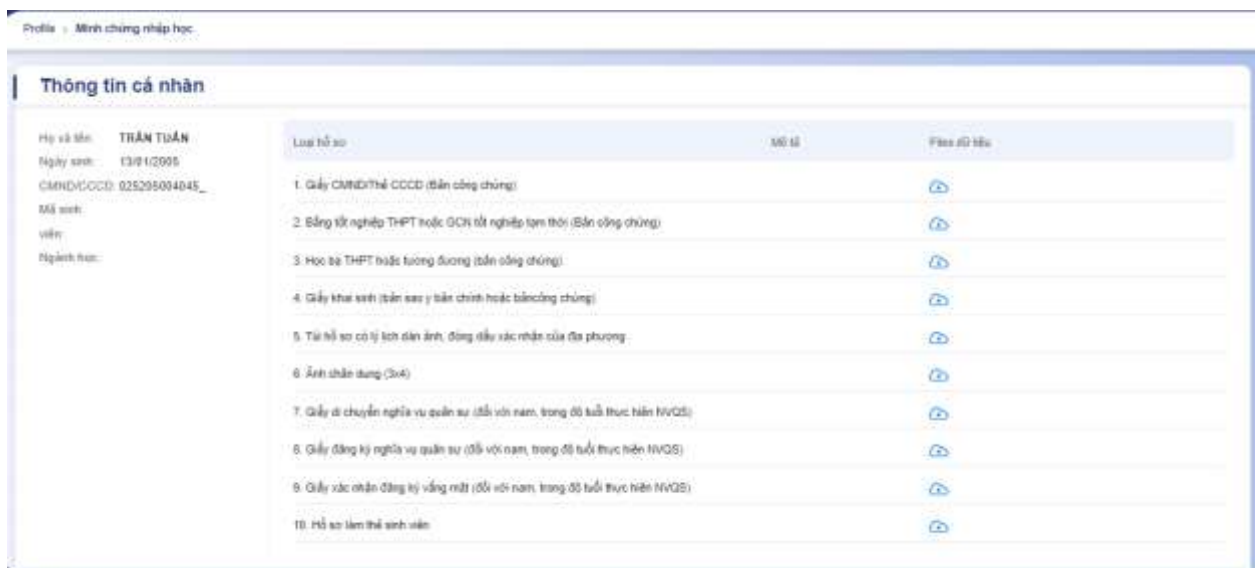 Profile > Minh chứng nhập học
Thông tin cá nhân
Họ và tên: TRẦN TUẤN
Ngày sinh: 13/01/2005
CMND/CCCD: 025205004045_
Mã sinh
viên:
Ngành học:
Loại hồ sơ Mô tả Files dữ liệu
1. Giấy CMND/Thẻ CCCD (Bản công chứng)
2. Bằng tốt nghiệp THPT hoặc GCN tốt nghiệp tạm thời (Bản công chứng)
3. Học bạ THPT hoặc tương đương (bản công chứng)
4. Giấy khai sinh (bản sao y bản chính hoặc bảncông chứng)
5. Túi hồ sơ có lý lịch dán ảnh, đóng dấu xác nhận của địa phương
6. Ảnh chân dung (3x4)
7. Giấy di chuyển nghĩa vụ quân sự (đối với nam, trong độ tuổi thực hiện NVQS)
8. Giấy đăng ký nghĩa vụ quân sự (đối với nam, trong độ tuổi thực hiện NVQS)
9. Giấy xác nhận đăng ký vắng mặt (đối với nam, trong độ tuổi thực hiện NVQS)
10. Hồ sơ làm thẻ sinh viên